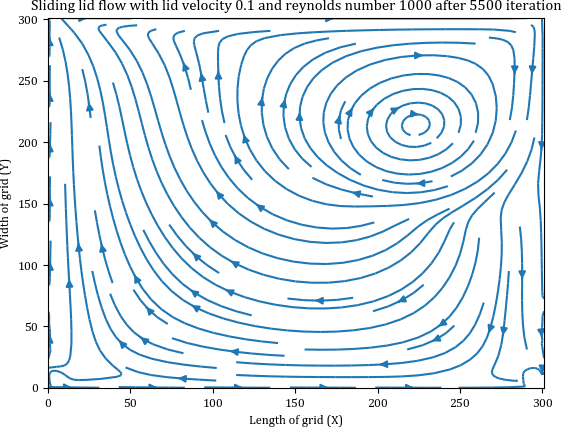 Sliding lid flow with lid velocity 0.1 and reynolds number 1000 after 5500 iteration
300
250
200
150
100
50
0
Width of grid (Y)
0 50 100 150 200 250 300
Length of grid (X)